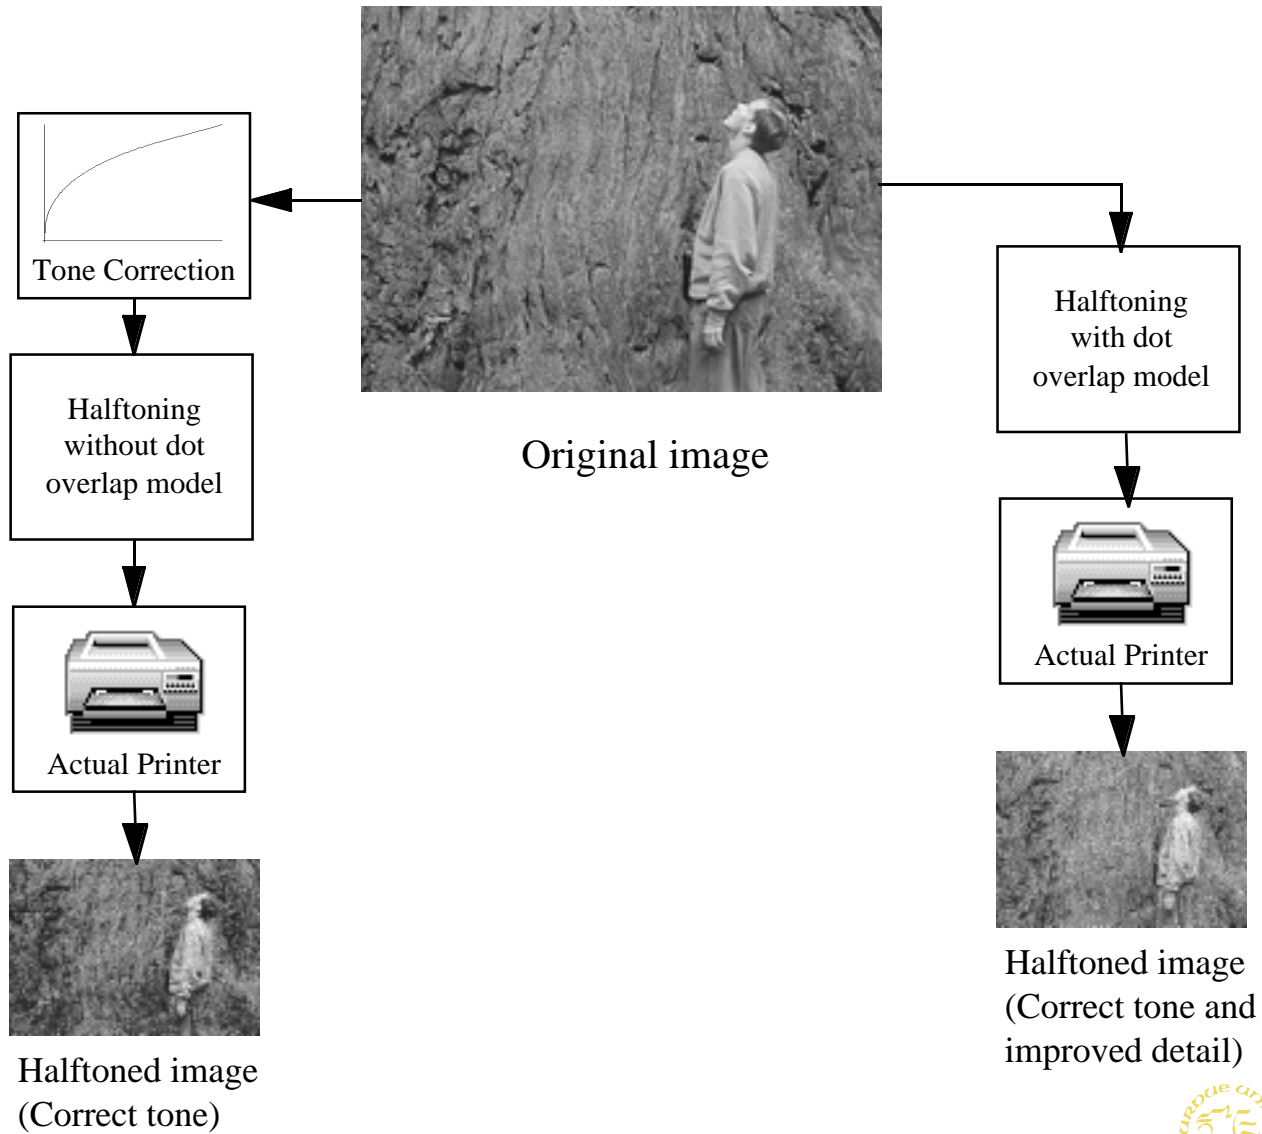 Tone Correction
Halftoning
without dot
overlap model
Actual Printer
Halftoned image
(Correct tone)
Original image
Halftoning
with dot
overlap model
Actual Printer
Halftoned image
(Correct tone and
improved detail)